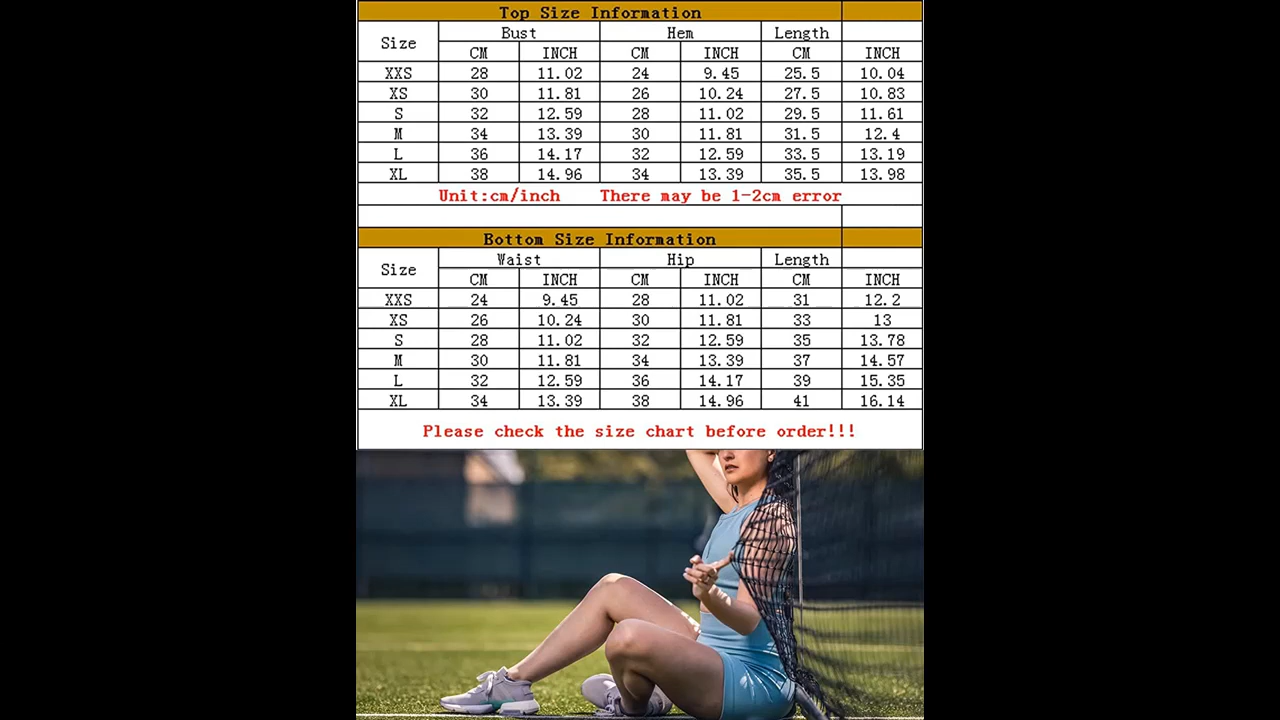 Top Size Information
Size Bust Hem Length
CM INCH CM INCH CM INCH
XXS 28 11.02 24 9.45 25.5 10.04
XS 30 11.81 26 10.24 27.5 10.83
S 32 12.59 28 11.02 29.5 11.61
M 34 13.39 30 11.81 31.5 12.4
L 36 14.17 32 12.59 33.5 13.19
XL 38 14.96 34 13.39 35.5 13.98
Unit:cm/inch There may be 1-2cm error
Bottom Size Information
Size Waist Hip Length
CM INCH CM INCH CM INCH
XXS 24 9.45 28 11.02 31 12.2
XS 26 10.24 30 11.81 33 13
S 28 11.02 32 12.59 35 13.78
M 30 11.81 34 13.39 37 14.57
L 32 12.59 36 14.17 39 15.35
XL 34 13.39 38 14.96 41 16.14
Please check the size chart before order!!!